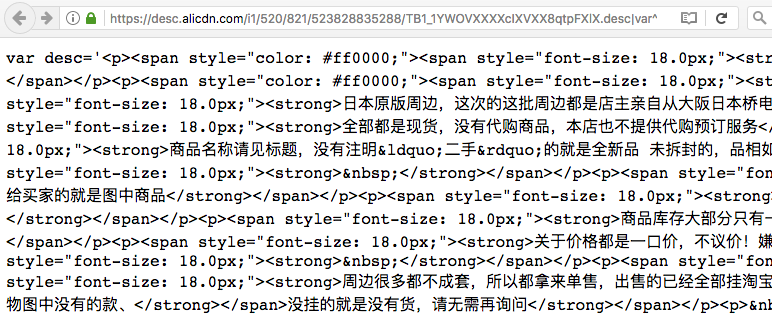 https://desc.alicdn.com/i1/520/821/523828835288/TB1_1YWOVXXXXcIXVXX8qtpFXlX.desc|var^
var desc='<p><span style="color: #ff0000;"><span style="font-size: 18.0px;"><str
</span></p><p><span style="color: #ff0000;"><span style="font-size: 18.0px;"><s
style="font-size: 18.0px;"><strong>日本原版周边，这次的这批周边都是店主亲自从大阪日本桥电
style="font-size: 18.0px;"><strong>全部都是现货，没有代购商品，本店也不提供代购预订服务</
18.0px;"><strong>商品名称请见标题，没有注明&ldquo;二手&rdquo;的就是全新品 未拆封的，品相如
style="font-size: 18.0px;"><strong>&nbsp;</strong></span></p><p><span style="fon
给买家的就是图中商品</strong></span></p><p><span style="font-size: 18.0px;"><strong
</strong></span></p><p><span style="font-size: 18.0px;"><strong>商品库存大部分只有一
</span></p><p><span style="font-size: 18.0px;"><strong>关于价格都是一口价，不议价！嫌
style="font-size: 18.0px;"><strong>&nbsp;</strong></span></p><p><span style="fo
style="font-size: 18.0px;"><strong>周边很多都不成套，所以都拿来单售，出售的已经全部挂淘宝
物图中没有的款、</strong></span>没挂的就是没有货，请无需再询问</strong></span></p><p>&nb